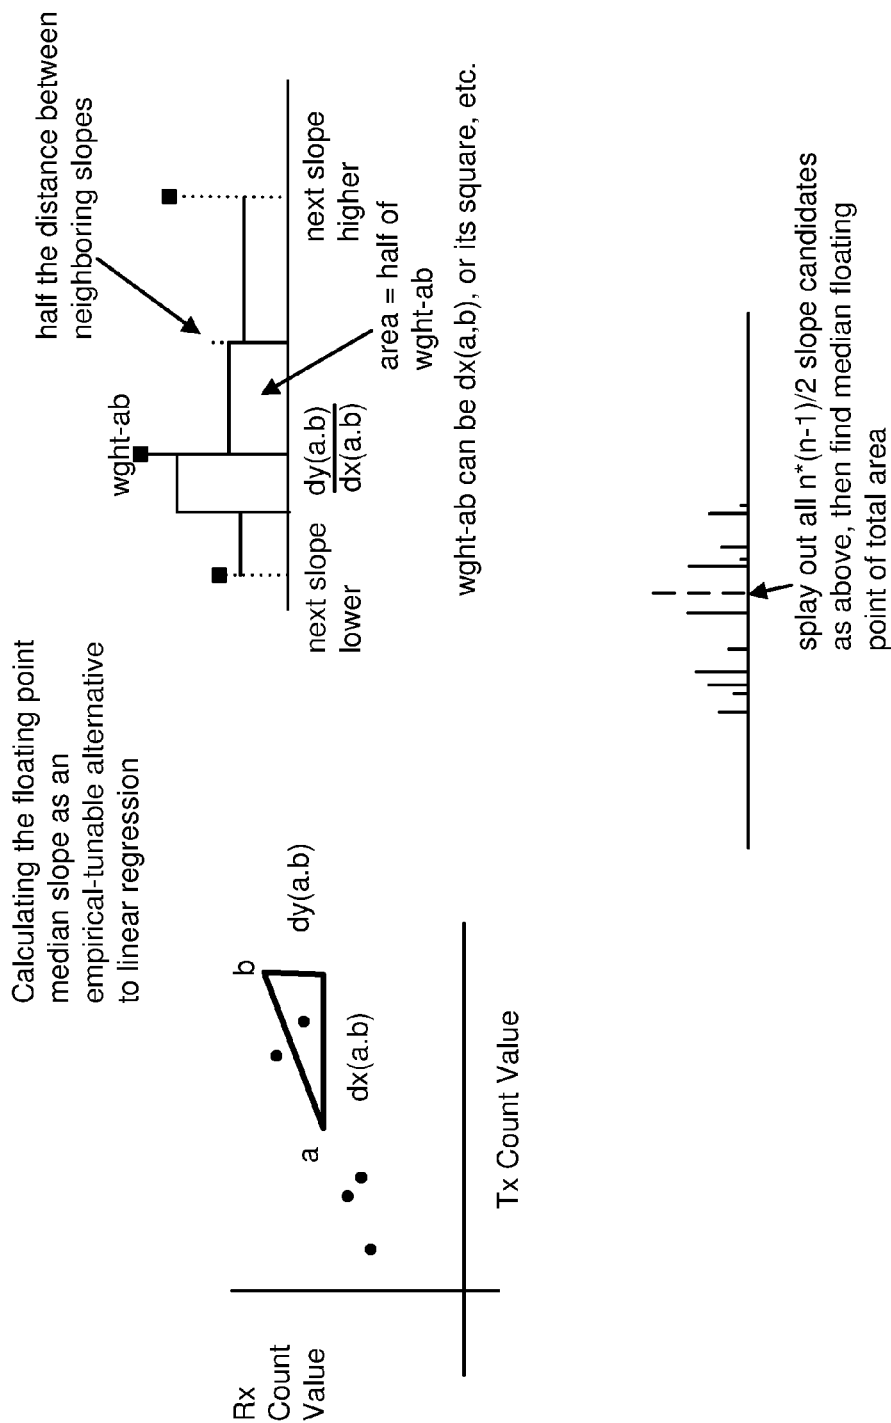 Calculating the floating point
median slope as an
empirical-tunable alternative
to linear regression
Rx
Count
Value
a
b
dy(a.b)
dx(a.b)
Tx Count Value
half the distance between
neighboring slopes
wght-ab
next slope
lower
dy(a.b)
dx(a.b)
area = half of
wght-ab
next slope
higher
wght-ab can be dx(a,b), or its square, etc.
splay out all n*(n-1)/2 slope candidates
as above, then find median floating
point of total area